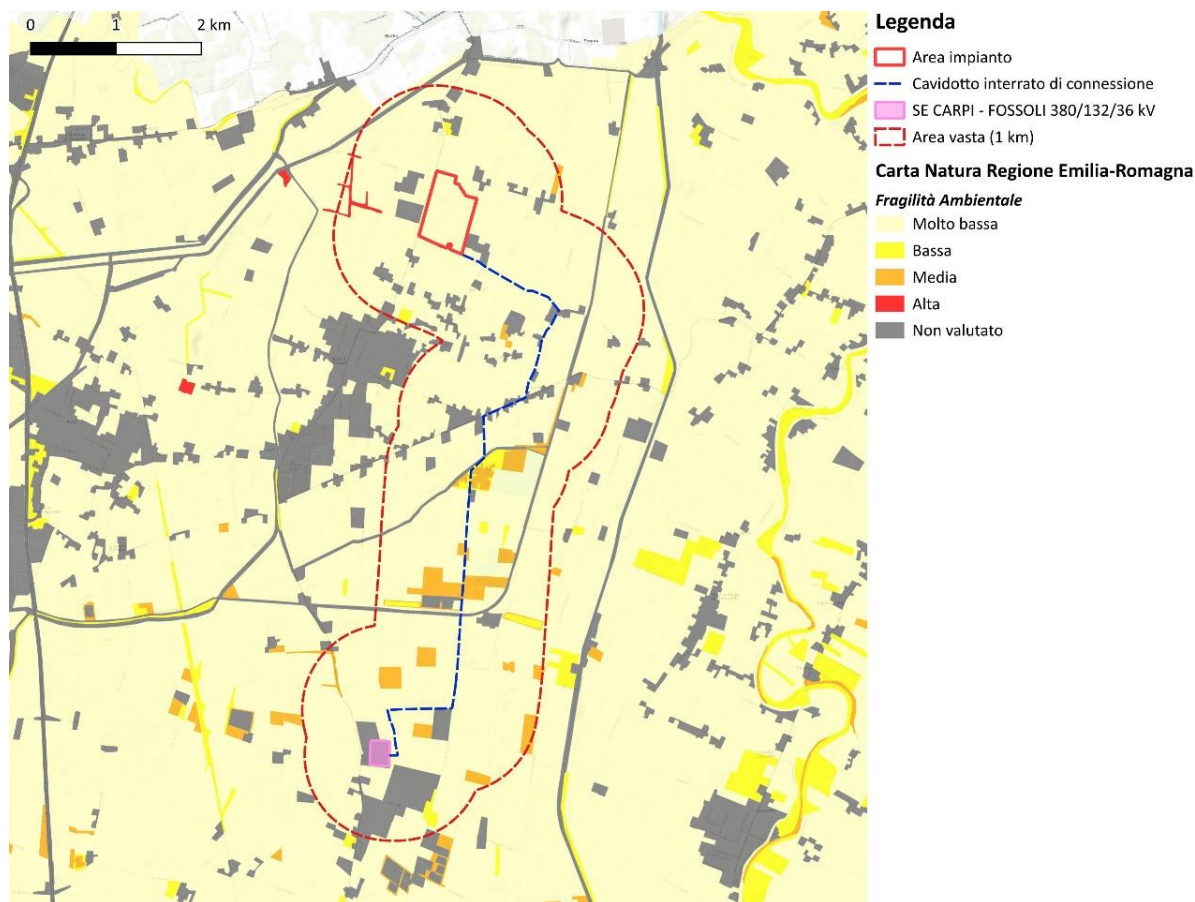 0 1 2 km
Legenda
Area impianto
Cavidotto interrato di connessione
SE CARPI - FOSSOLI 380/132/36 kV
Area vasta (1 km)
Carta Natura Regione Emilia-Romagna
Fragilità Ambientale
Molto bassa
Bassa
Media
Alta
Non valutato